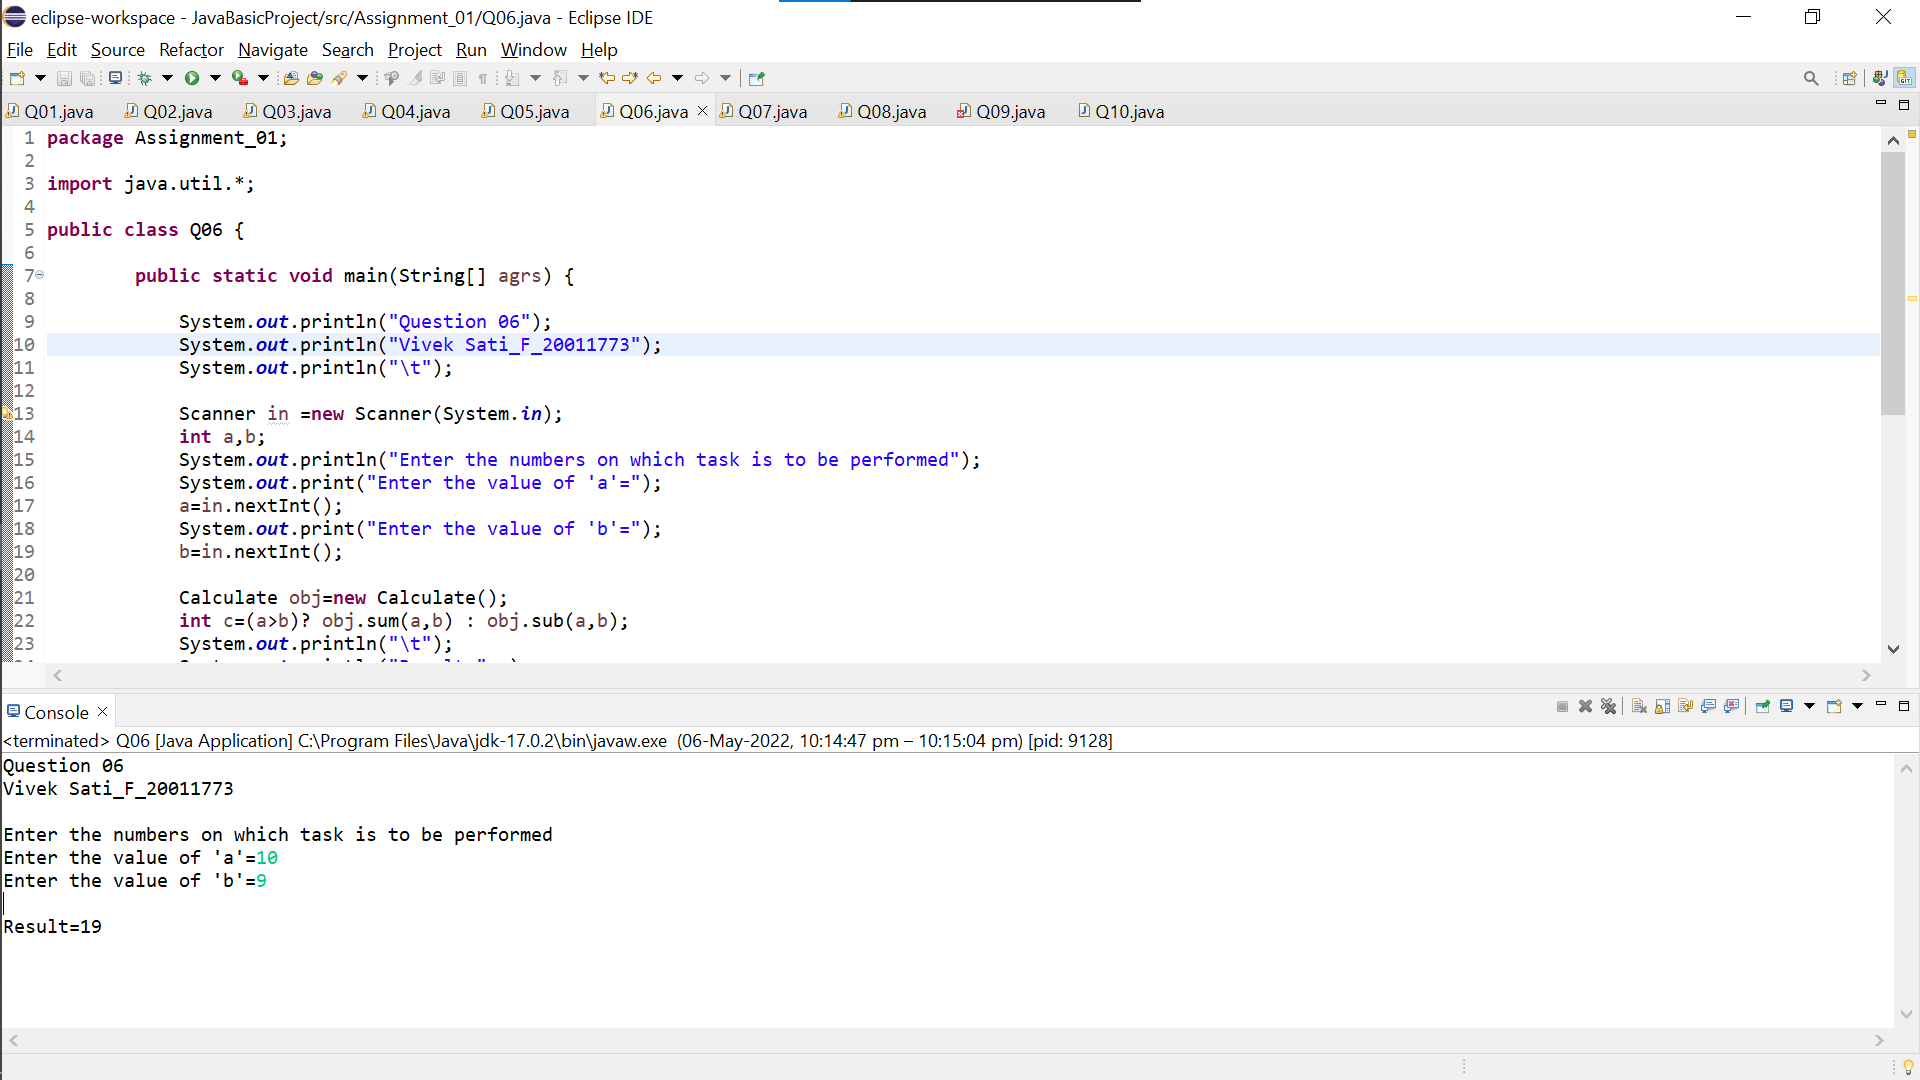 eclipse-workspace - JavaBasicProject/src/Assignment_01/Q06.java - Eclipse IDE
File Edit Source Refactor Navigate Search Project Run Window Help
Q01.java Q02.java Q03.java Q04.java Q05.java Q06.java Q07.java Q08.java Q09.java Q10.java
1 package Assignment_01;
2
3 import java.util.*;
4
5 public class Q06 {
6
7 public static void main(String[] agrs) {
8
9 System.out.println("Question 06");
10 System.out.println("Vivek Sati_F_20011773");
11 System.out.println("\t");
12
13 Scanner in =new Scanner(System.in);
14 int a,b;
15 System.out.println("Enter the numbers on which task is to be performed");
16 System.out.print("Enter the value of 'a'=");
17 a=in.nextInt();
18 System.out.print("Enter the value of 'b'=");
19 b=in.nextInt();
20
21 Calculate obj=new Calculate();
22 int c=(a>b)? obj.sum(a,b) : obj.sub(a,b);
23 System.out.println("\t");
Console
<terminated> Q06 [Java Application] C:\Program Files\Java\jdk-17.0.2\bin\javaw.exe (06-May-2022, 10:14:47 pm – 10:15:04 pm) [pid: 9128]
Question 06
Vivek Sati_F_20011773
Enter the numbers on which task is to be performed
Enter the value of 'a'=10
Enter the value of 'b'=9
Result=19